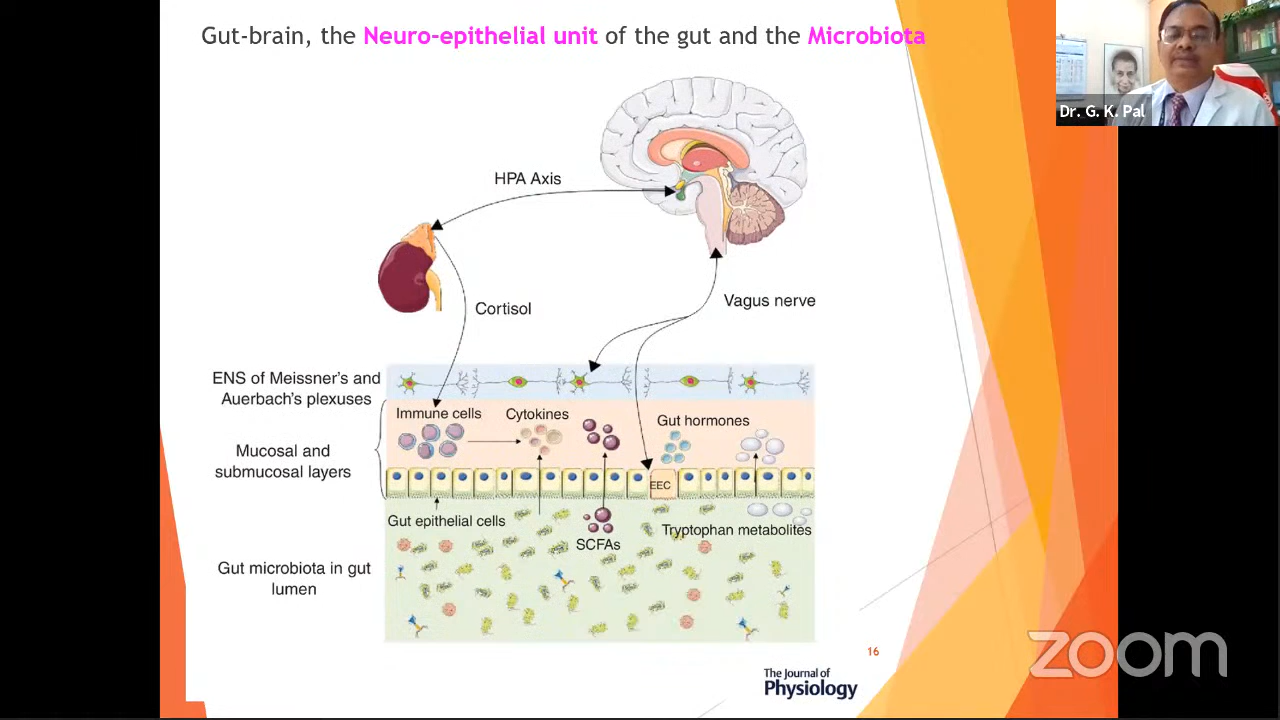 Gut-brain, the Neuro-epithelial unit of the gut and the Microbiota
Dr. G. K. Pal
HPA Axis
Cortisol
Vagus nerve
ENS of Meissner's and
Auerbach's plexuses
Immune cells
Cytokines
Gut hormones
Mucosal and
submucosal layers
EEC
Gut epithelial cells
SCFAs
Tryptophan metabolites
Gut microbiota in gut
lumen
16
The Journal of
Physiology
zoom